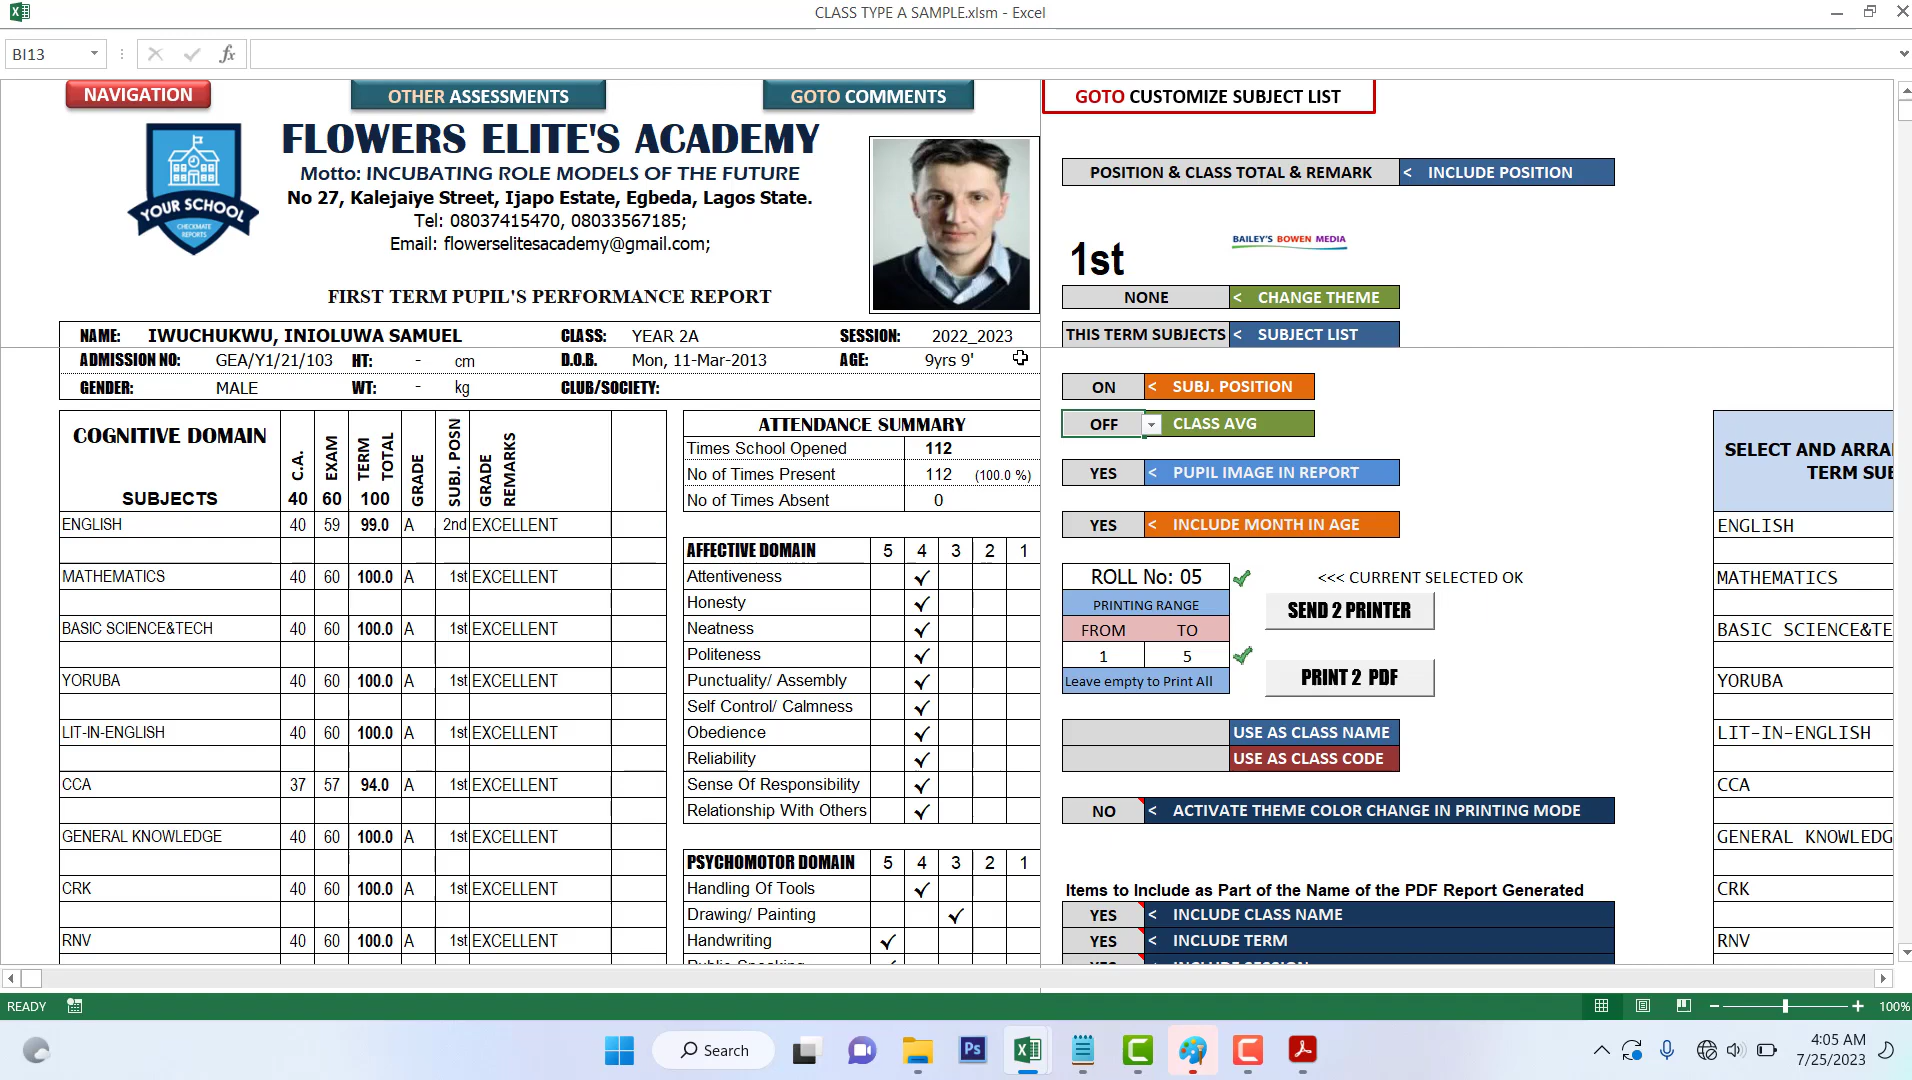 CLASS TYPE A SAMPLE.xlsm - Excel
BI13
fx
NAVIGATION
OTHER ASSESSMENTS
GOTO COMMENTS
GOTO CUSTOMIZE SUBJECT LIST
YOUR SCHOOL
CHECKMATE
REPORTS
FLOWERS ELITE'S ACADEMY
Motto: INCUBATING ROLE MODELS OF THE FUTURE
No 27, Kalejaiye Street, Ijapo Estate, Egbeda, Lagos State.
Tel: 08037415470, 08033567185;
Email: flowerselitesacademy@gmail.com;
FIRST TERM PUPIL'S PERFORMANCE REPORT
NAME: IWUCHUKWU, INIOLUWA SAMUEL CLASS: YEAR 2A SESSION: 2022_2023
ADMISSION NO: GEA/Y1/21/103 HT: - cm D.O.B. Mon, 11-Mar-2013 AGE: 9yrs 9'
GENDER: MALE WT: - kg CLUB/SOCIETY:
COGNITIVE DOMAIN
SUBJECTS
C.A. EXAM TERM TOTAL GRADE SUBJ. POSN GRADE REMARKS
40 60 100
ENGLISH 40 59 99.0 A 2nd EXCELLENT
MATHEMATICS 40 60 100.0 A 1st EXCELLENT
BASIC SCIENCE&TECH 40 60 100.0 A 1st EXCELLENT
YORUBA 40 60 100.0 A 1st EXCELLENT
LIT-IN-ENGLISH 40 60 100.0 A 1st EXCELLENT
CCA 37 57 94.0 A 1st EXCELLENT
GENERAL KNOWLEDGE 40 60 100.0 A 1st EXCELLENT
CRK 40 60 100.0 A 1st EXCELLENT
RNV 40 60 100.0 A 1st EXCELLENT
ATTENDANCE SUMMARY
Times School Opened 112
No of Times Present 112 (100.0 %)
No of Times Absent 0
AFFECTIVE DOMAIN 5 4 3 2 1
Attentiveness ✓
Honesty ✓
Neatness ✓
Politeness ✓
Punctuality/ Assembly ✓
Self Control/ Calmness ✓
Obedience ✓
Reliability ✓
Sense Of Responsibility ✓
Relationship With Others ✓
PSYCHOMOTOR DOMAIN 5 4 3 2 1
Handling Of Tools ✓
Drawing/ Painting ✓
Handwriting ✓
Public Speaking
POSITION & CLASS TOTAL & REMARK < INCLUDE POSITION
1st
BAILEY'S BOWEN MEDIA
NONE < CHANGE THEME
THIS TERM SUBJECTS < SUBJECT LIST
ON < SUBJ. POSITION
OFF CLASS AVG
YES < PUPIL IMAGE IN REPORT
YES < INCLUDE MONTH IN AGE
ROLL No: 05
<<< CURRENT SELECTED OK
PRINTING RANGE
FROM TO
1 5
Leave empty to Print All
SEND 2 PRINTER
PRINT 2 PDF
USE AS CLASS NAME
USE AS CLASS CODE
NO < ACTIVATE THEME COLOR CHANGE IN PRINTING MODE
Items to Include as Part of the Name of the PDF Report Generated
YES < INCLUDE CLASS NAME
YES < INCLUDE TERM
YES < INCLUDE SESSION
SELECT AND ARRA
TERM SUB
ENGLISH
MATHEMATICS
BASIC SCIENCE&TE
YORUBA
LIT-IN-ENGLISH
CCA
GENERAL KNOWLEDG
CRK
RNV
READY
100%
Search
Ps
4:05 AM
7/25/2023